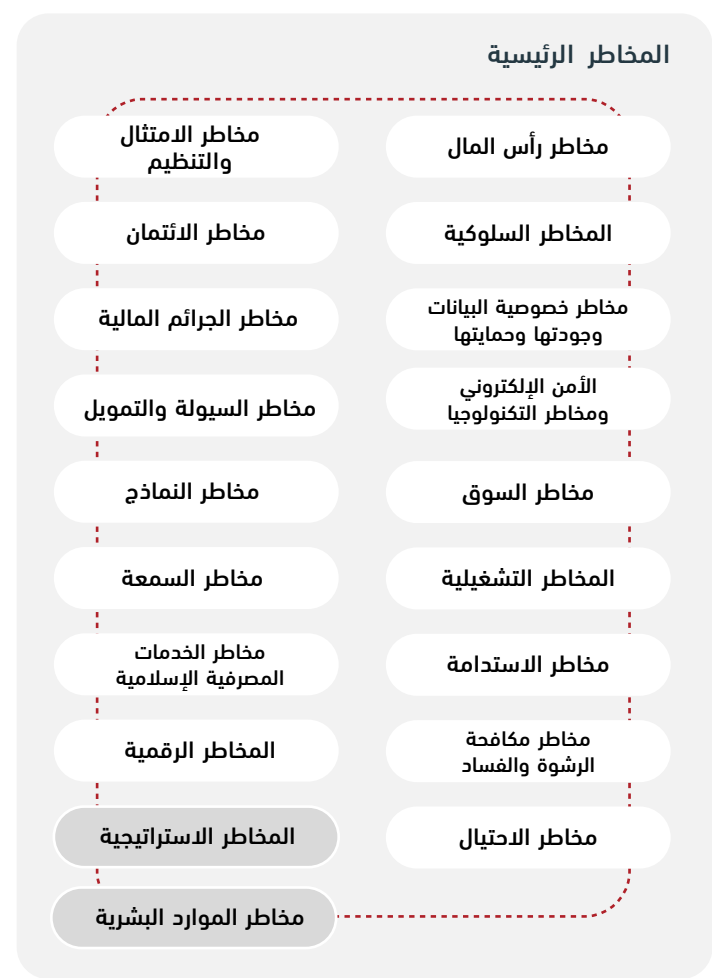 المخاطر الرئيسية
مخاطر رأس المال
مخاطر الامتثال
والتنظيم
المخاطر السلوكية
مخاطر الائتمان
مخاطر خصوصية البيانات
وجودتها وحمايتها
مخاطر الجرائم المالية
الأمن الإلكتروني
ومخاطر التكنولوجيا
مخاطر السيولة والتمويل
مخاطر السوق
مخاطر النماذج
المخاطر التشغيلية
مخاطر السمعة
مخاطر الاستدامة
مخاطر الخدمات
المصرفية الإسلامية
مخاطر مكافحة
الرشوة والفساد
المخاطر الرقمية
مخاطر الاحتيال
المخاطر الاستراتيجية
مخاطر الموارد البشرية